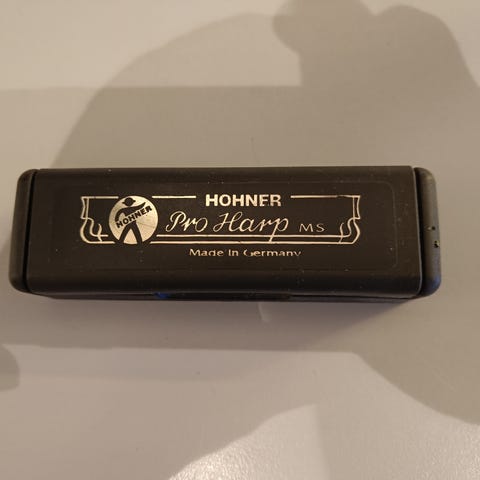 HOHNER
HOHNER
Pro Harp MS
Made In Germany